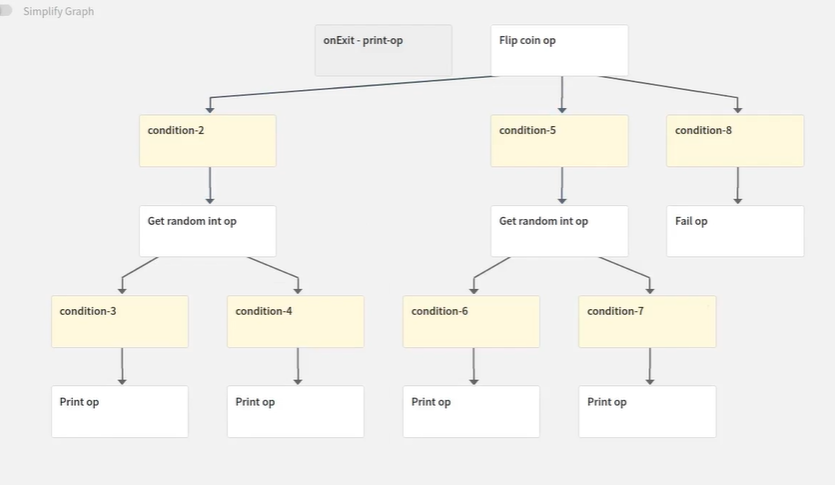 Simplify Graph
onExit - print-op
Flip coin op
condition-2
condition-5
condition-8
Get random int op
Get random int op
Fail op
condition-3
condition-4
condition-6
condition-7
Print op
Print op
Print op
Print op